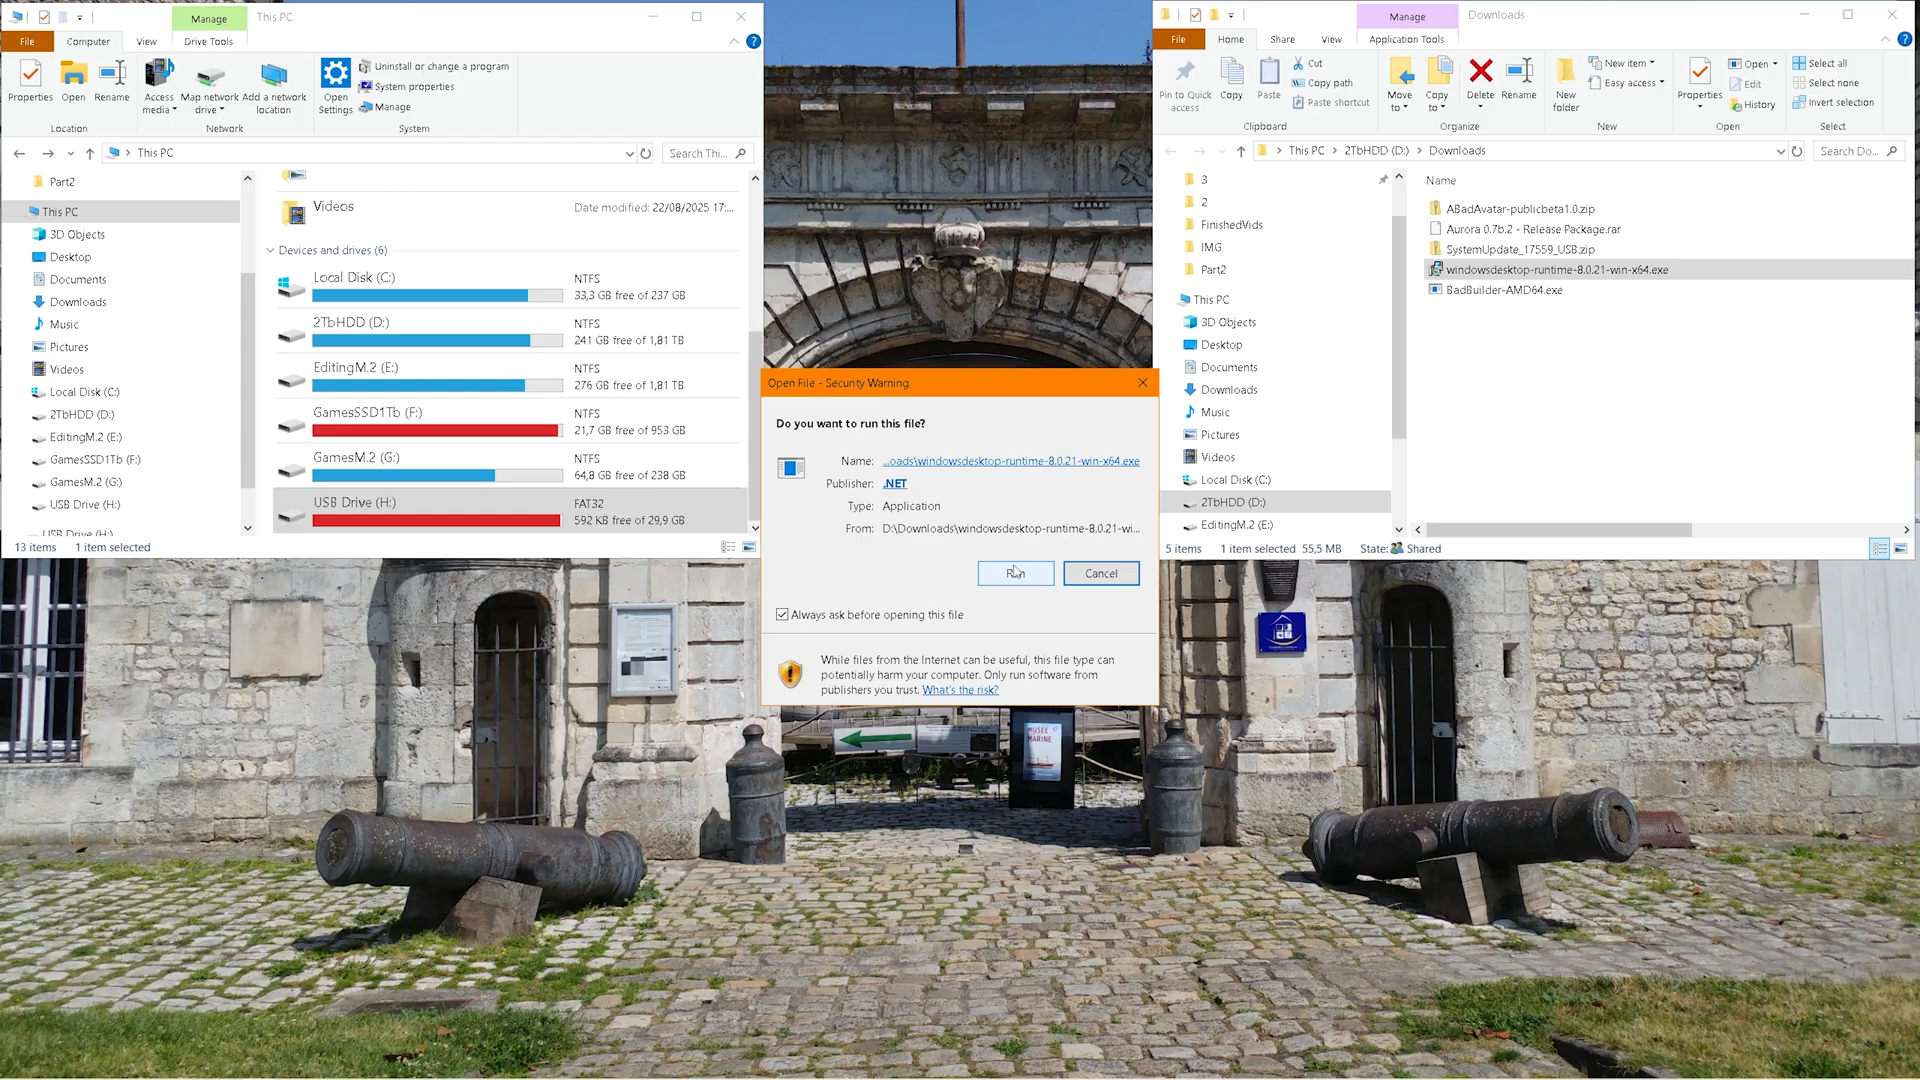 Manage
This PC
File
Computer
View
Drive Tools
Properties
Open
Rename
Access media
Map network drive
Add a network location
Open Settings
Uninstall or change a program
System properties
Manage
Location
Network
System
This PC
Search Thi...
Part2
This PC
3D Objects
Desktop
Documents
Downloads
Music
Pictures
Videos
Local Disk (C:)
2TbHDD (D:)
EditingM.2 (E:)
GamesSSD1Tb (F:)
GamesM.2 (G:)
USB Drive (H:)
USB Drive (H:)
Videos
Date modified: 22/08/2025 17:...
Devices and drives (6)
Local Disk (C:)
NTFS
33,3 GB free of 237 GB
2TbHDD (D:)
NTFS
241 GB free of 1,81 TB
EditingM.2 (E:)
NTFS
276 GB free of 1,81 TB
GamesSSD1Tb (F:)
NTFS
21,7 GB free of 953 GB
GamesM.2 (G:)
NTFS
64,8 GB free of 238 GB
USB Drive (H:)
FAT32
592 KB free of 29,9 GB
13 items
1 item selected
Open File - Security Warning
Do you want to run this file?
Name: ...oads\windowsdesktop-runtime-8.0.21-win-x64.exe
Publisher: .NET
Type: Application
From: D:\Downloads\windowsdesktop-runtime-8.0.21-wi...
Run
Cancel
Always ask before opening this file
While files from the Internet can be useful, this file type can
potentially harm your computer. Only run software from
publishers you trust. What's the risk?
Manage
Downloads
File
Home
Share
View
Application Tools
Pin to Quick access
Copy
Paste
Cut
Copy path
Paste shortcut
Move to
Copy to
Delete
Rename
New folder
New item
Easy access
Properties
Open
Edit
History
Select all
Select none
Invert selection
Clipboard
Organize
New
Open
Select
This PC
2TbHDD (D:)
Downloads
Search Do...
3
2
FinishedVids
IMG
Part2
This PC
3D Objects
Desktop
Documents
Downloads
Music
Pictures
Videos
Local Disk (C:)
2TbHDD (D:)
EditingM.2 (E:)
Name
ABadAvatar-publicbeta1.0.zip
Aurora 0.7b.2 - Release Package.rar
SystemUpdate_17559_USB.zip
windowsdesktop-runtime-8.0.21-win-x64.exe
BadBuilder-AMD64.exe
5 items
1 item selected 55,5 MB
State: Shared
MUSEE
MARINE